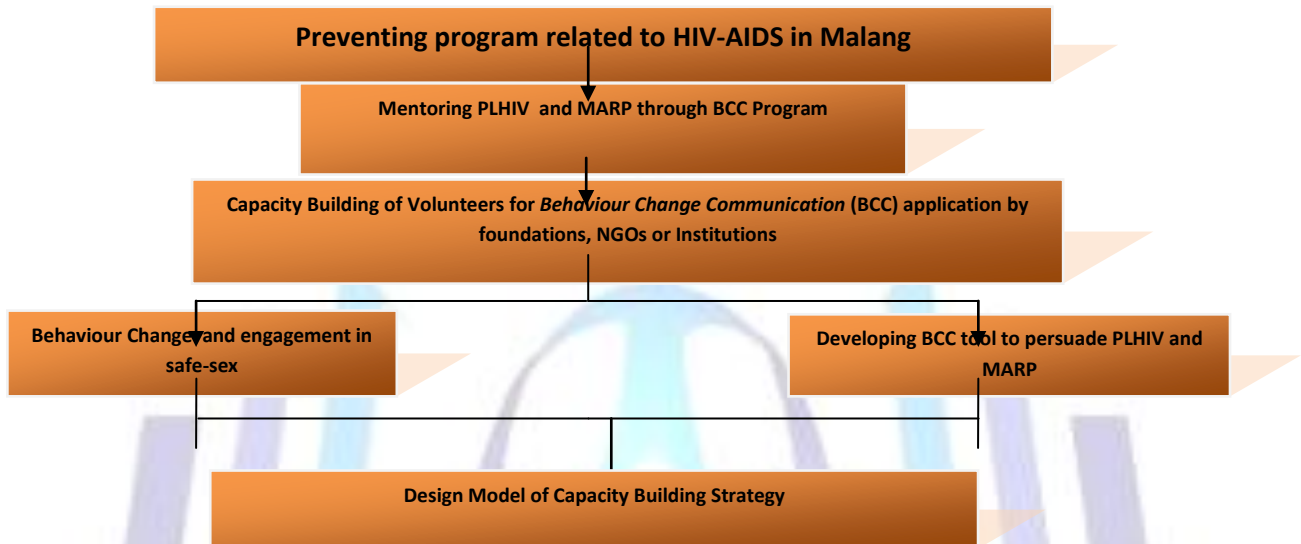 Preventing program related to HIV-AIDS in Malang
Mentoring PLHIV and MARP through BCC Program
Capacity Building of Volunteers for Behaviour Change Communication (BCC) application by
foundations, NGOs or Institutions
Behaviour Change and engagement in
safe-sex
Developing BCC tool to persuade PLHIV and
MARP
Design Model of Capacity Building Strategy